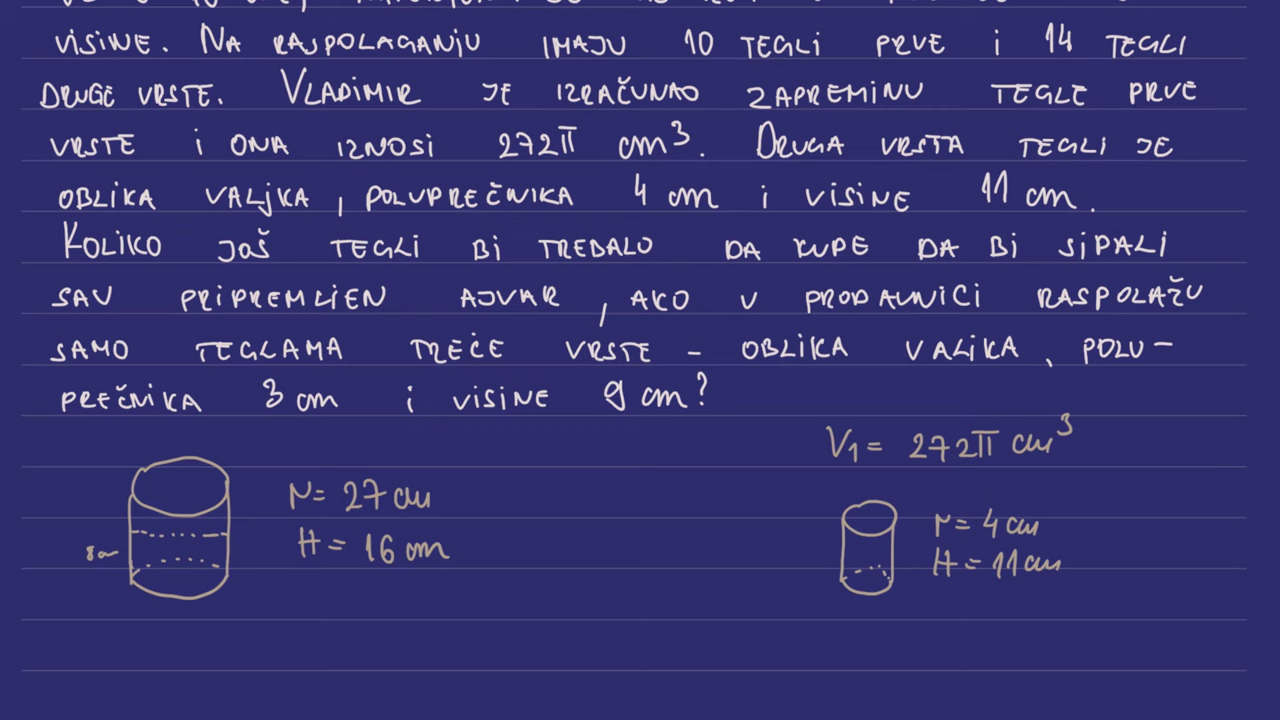 VISINE. NA RASPOLAGANJU IMAJU 10 TEGLI PRVE I 14 TEGLI
DRUGE VRSTE. VLADIMIR JE IZRAČUNAO ZAPREMINU TEGLE PRVE
VRSTE I ONA IZNOSI 272π cm³. DRUGA VRSTA TEGLI JE
OBLIKA VALJKA, POLUPREČNIKA 4 cm I VISINE 11 cm.
KOLIKO JOŠ TEGLI BI TREBALO DA KUPE DA BI SIPALI
SAV PRIPREMLJEN AJVAR, AKO U PRODAVNICI RASPOLAŽU
SAMO TEGLAMA TREĆE VRSTE - OBLIKA VALJKA, POLU-
PREČNIKA 3 cm I VISINE 9 cm?
V₁ = 272π cm³
r = 27 cm
H = 16 cm
r = 4 cm
H = 11 cm